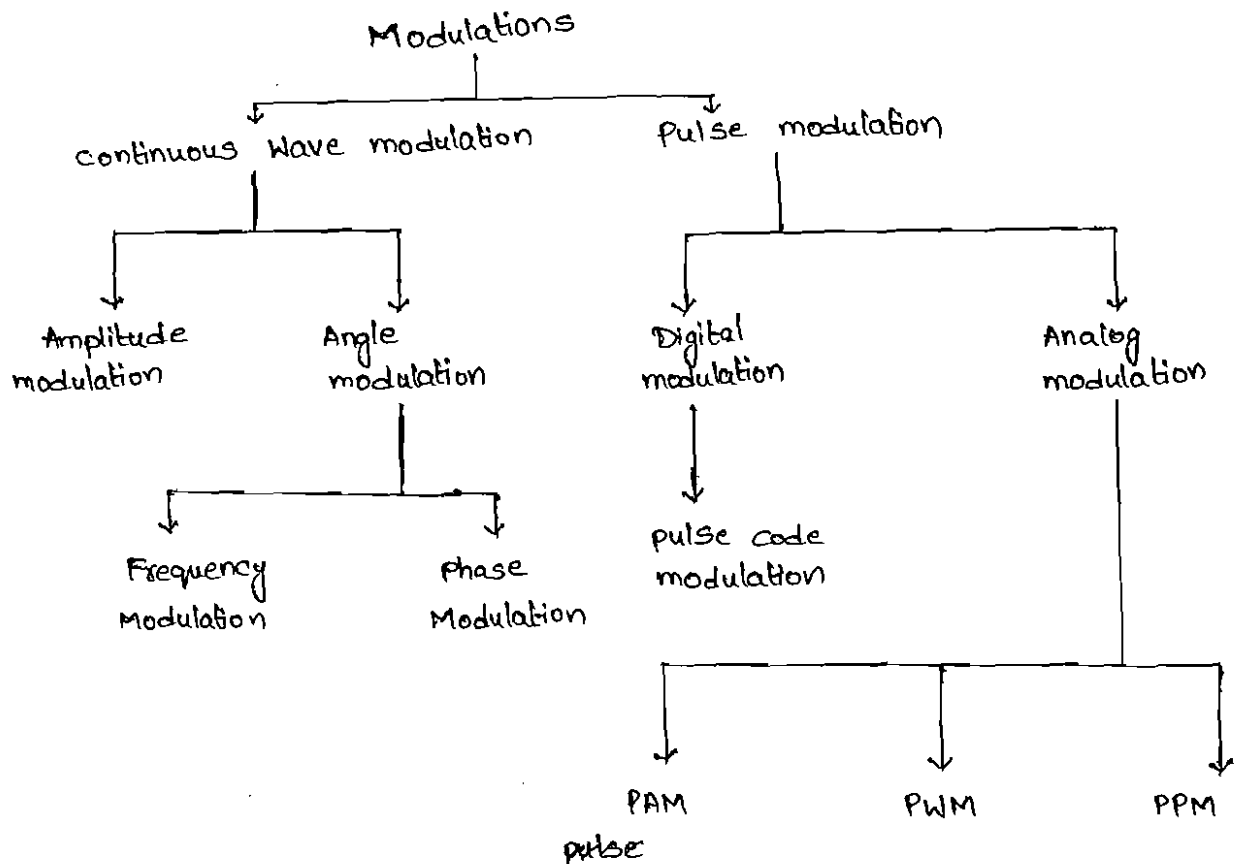 Modulations
continuous Wave modulation
Pulse modulation
Amplitude
modulation
Angle
modulation
Digital
modulation
Analog
modulation
Frequency
Modulation
phase
Modulation
pulse code
modulation
PAM
PWM
PPM
pulse